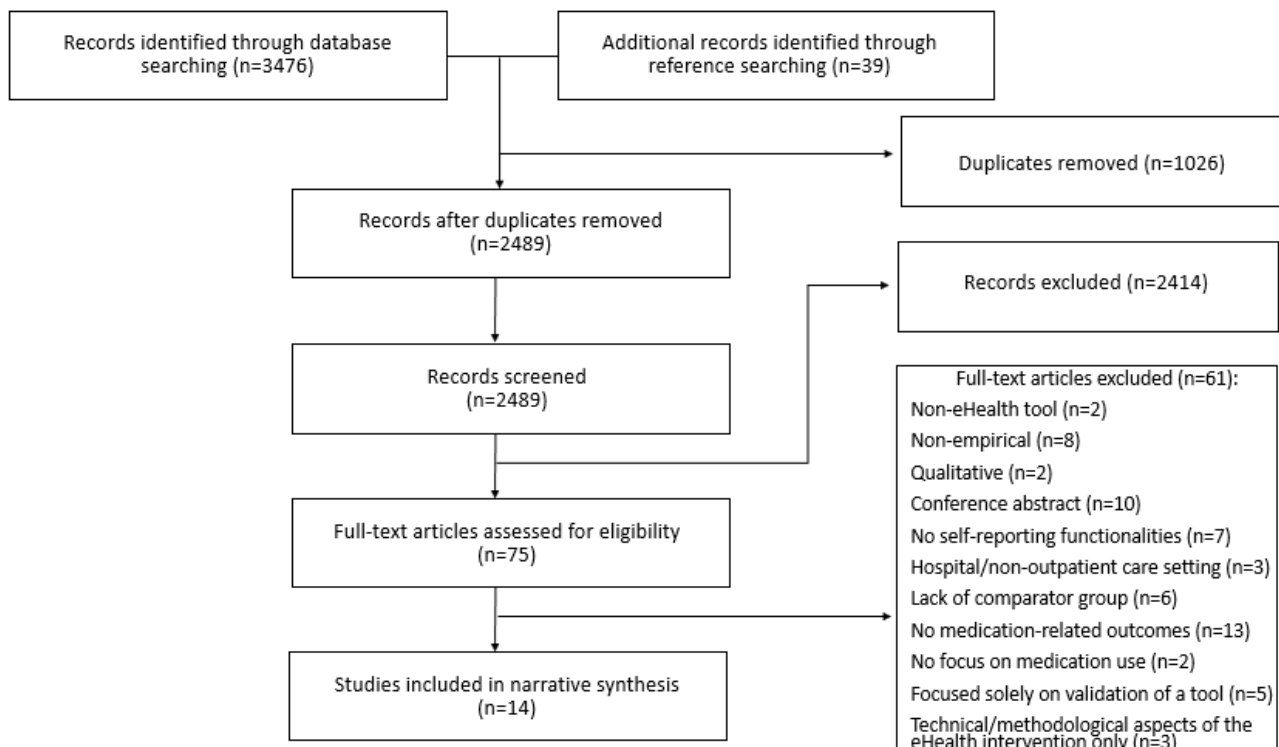 Records identified through database
searching (n=3476)
Additional records identified through
reference searching (n=39)
Duplicates removed (n=1026)
Records after duplicates removed
(n=2489)
Records excluded (n=2414)
Records screened
(n=2489)
Full-text articles assessed for eligibility
(n=75)
Full-text articles excluded (n=61):
Non-eHealth tool (n=2)
Non-empirical (n=8)
Qualitative (n=2)
Conference abstract (n=10)
No self-reporting functionalities (n=7)
Hospital/non-outpatient care setting (n=3)
Lack of comparator group (n=6)
No medication-related outcomes (n=13)
No focus on medication use (n=2)
Focused solely on validation of a tool (n=5)
Technical/methodological aspects of the
eHealth intervention only (n=3)
Studies included in narrative synthesis
(n=14)